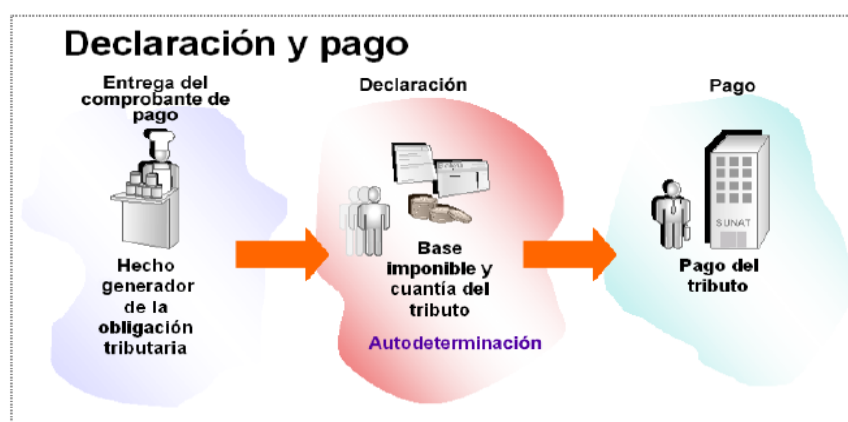 Declaración y pago
Entrega del
comprobante de
pago
Hecho
generador
de la
obligación
tributaria
Declaración
Base
imponible y
cuantía del
tributo
Autodeterminación
Pago
SUNAT
Pago del
tributo